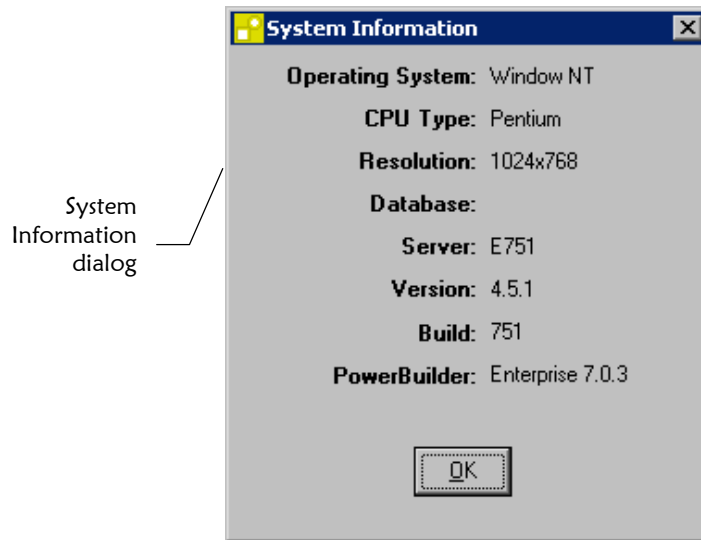 System Information
Operating System: Window NT
CPU Type: Pentium
Resolution: 1024x768
Database:
Server: E751
Version: 4.5.1
Build: 751
PowerBuilder: Enterprise 7.0.3
OK
System
Information
dialog